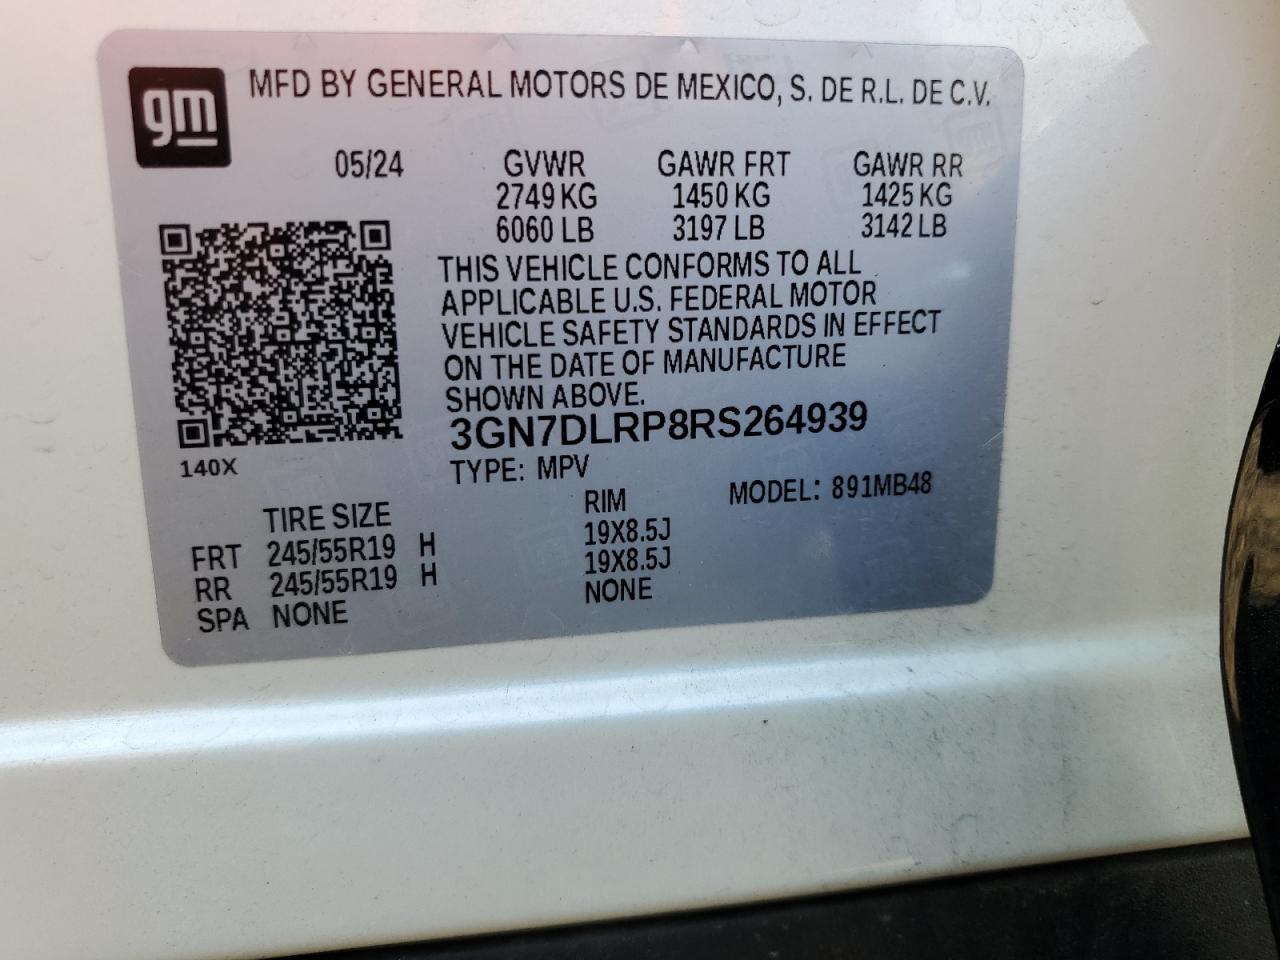 gm
MFD BY GENERAL MOTORS DE MEXICO, S. DE R.L. DE C.V.
05/24 GVWR GAWR FRT GAWR RR
2749 KG 1450 KG 1425 KG
6060 LB 3197 LB 3142 LB
THIS VEHICLE CONFORMS TO ALL
APPLICABLE U.S. FEDERAL MOTOR
VEHICLE SAFETY STANDARDS IN EFFECT
ON THE DATE OF MANUFACTURE
SHOWN ABOVE.
3GN7DLRP8RS264939
140X
TYPE: MPV
MODEL: 891MB48
TIRE SIZE RIM
FRT 245/55R19 H 19X8.5J
RR 245/55R19 H 19X8.5J
SPA NONE NONE